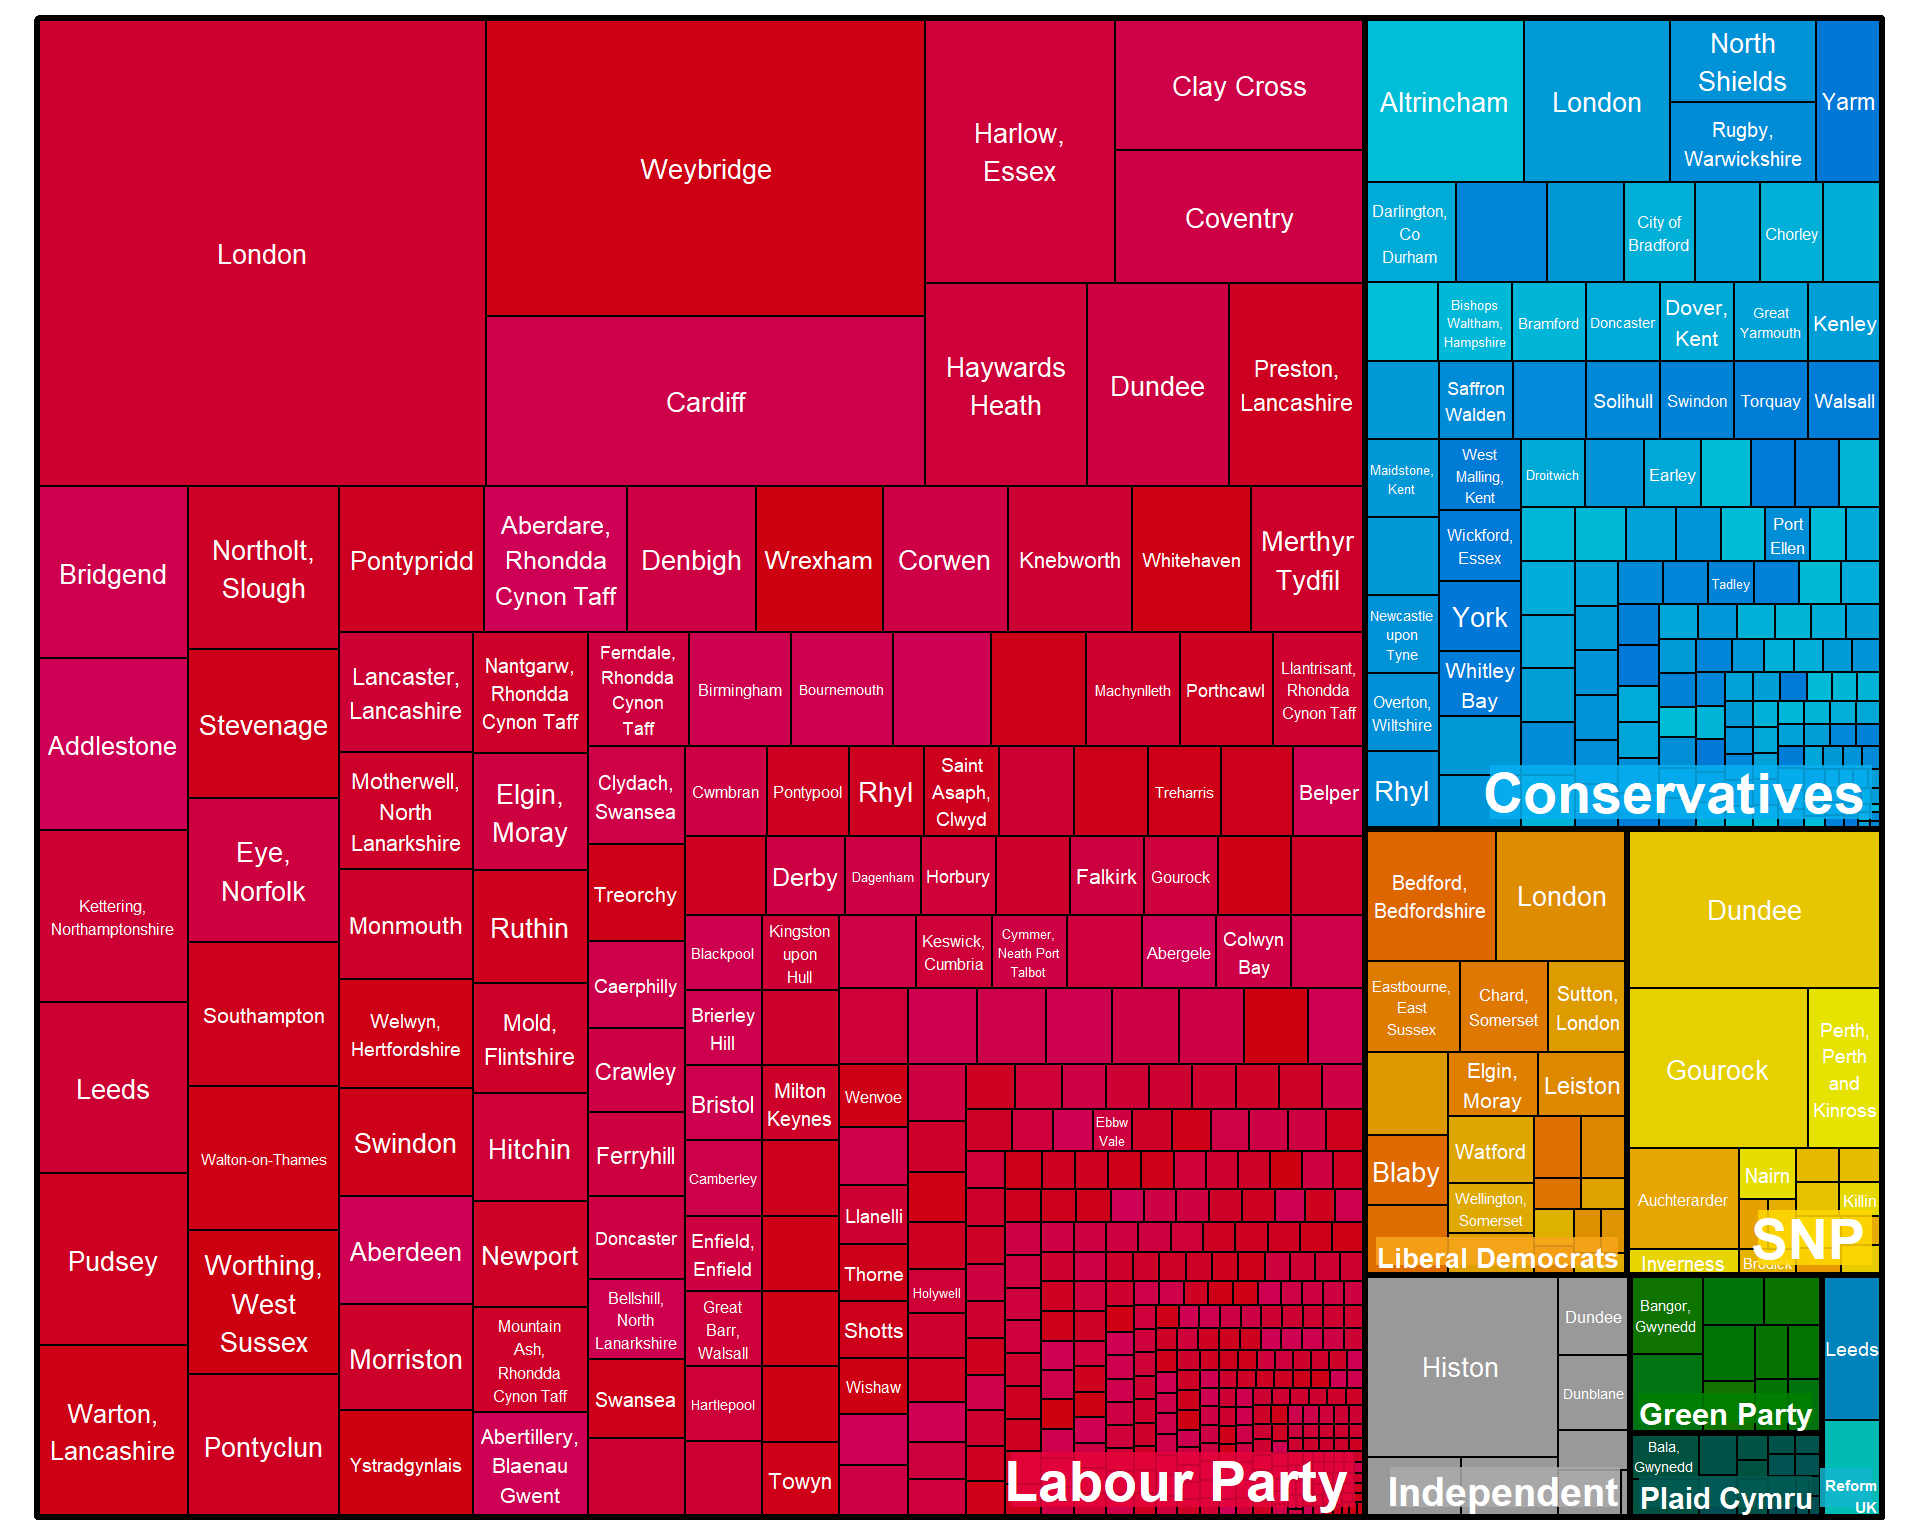 London
Weybridge
Cardiff
Harlow,
Essex
Clay Cross
Coventry
Haywards
Heath
Dundee
Preston,
Lancashire
Bridgend
Addlestone
Kettering,
Northamptonshire
Leeds
Pudsey
Warton,
Lancashire
Northolt,
Slough
Stevenage
Eye,
Norfolk
Southampton
Walton-on-Thames
Worthing,
West
Sussex
Pontyclun
Pontypridd
Aberdare,
Rhondda
Cynon Taff
Denbigh
Wrexham
Corwen
Knebworth
Whitehaven
Merthyr
Tydfil
Lancaster,
Lancashire
Motherwell,
North
Lanarkshire
Monmouth
Welwyn,
Hertfordshire
Swindon
Aberdeen
Morriston
Ystradgynlais
Nantgarw,
Rhondda
Cynon Taff
Elgin,
Moray
Ruthin
Mold,
Flintshire
Hitchin
Newport
Mountain
Ash,
Rhondda
Cynon Taff
Abertillery,
Blaenau
Gwent
Ferndale,
Rhondda
Cynon
Taff
Birmingham
Bournemouth
Machynlleth
Porthcawl
Llantrisant,
Rhondda
Cynon Taff
Clydach,
Swansea
Treorchy
Caerphilly
Crawley
Ferryhill
Doncaster
Bellshill,
North
Lanarkshire
Swansea
Cwmbran
Pontypool
Rhyl
Saint
Asaph,
Clwyd
Treharris
Belper
Derby
Dagenham
Horbury
Falkirk
Gourock
Blackpool
Kingston
upon
Hull
Keswick,
Cumbria
Cymmer,
Neath Port
Talbot
Abergele
Colwyn
Bay
Brierley
Hill
Bristol
Camberley
Enfield,
Enfield
Great
Barr,
Walsall
Hartlepool
Milton
Keynes
Towyn
Wenvoe
Llanelli
Thorne
Shotts
Wishaw
Holywell
Ebbw
Vale
Labour Party
Altrincham
London
North
Shields
Rugby,
Warwickshire
Yarm
Darlington,
Co
Durham
City of
Bradford
Chorley
Bishops
Waltham,
Hampshire
Bramford
Doncaster
Dover,
Kent
Great
Yarmouth
Kenley
Saffron
Walden
Solihull
Swindon
Torquay
Walsall
Maidstone,
Kent
Newcastle
upon
Tyne
Overton,
Wiltshire
Rhyl
West
Malling,
Kent
Wickford,
Essex
York
Whitley
Bay
Droitwich
Earley
Port
Ellen
Tadley
Conservatives
Bedford,
Bedfordshire
London
Eastbourne,
East
Sussex
Chard,
Somerset
Sutton,
London
Blaby
Elgin,
Moray
Leiston
Watford
Wellington,
Somerset
Liberal Democrats
Dundee
Gourock
Perth,
Perth
and
Kinross
Auchterarder
Nairn
Killin
Inverness
Brodick
SNP
Histon
Dundee
Dunblane
Independent
Bangor,
Gwynedd
Green Party
Bala,
Gwynedd
Plaid Cymru
Leeds
Reform
UK